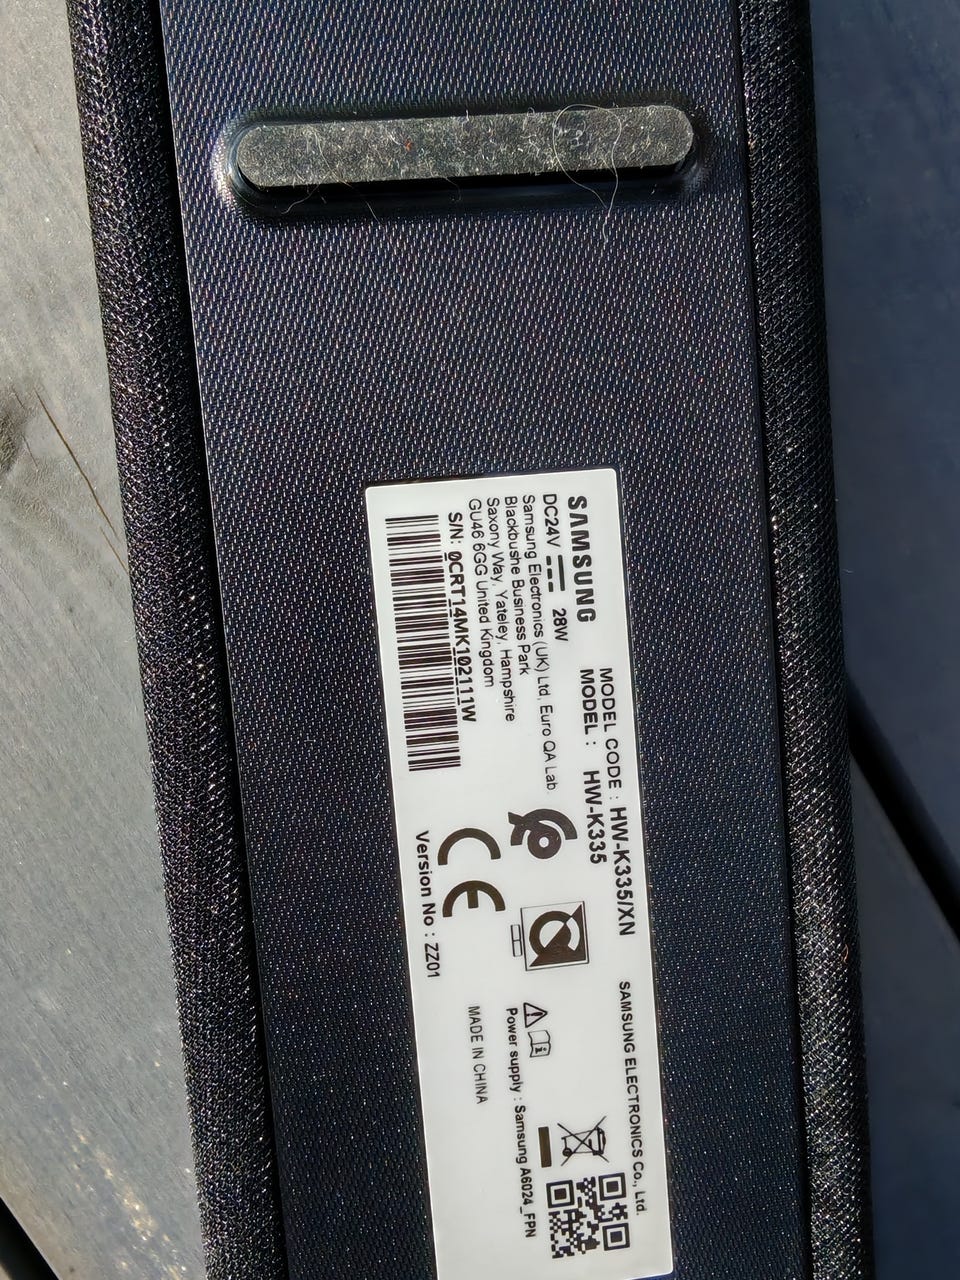 SAMSUNG
MODEL CODE : HW-K335/XN
MODEL : HW-K335
SAMSUNG ELECTRONICS Co., Ltd.
DC24V 28W
Samsung Electronics (UK) Ltd, Euro QA Lab.
Blackbushe Business Park
Saxony Way, Yateley, Hampshire
GU46 6GG United Kingdom
S/N: 0CRT14MK102111W
CE
Version No : ZZ01
Power supply : Samsung A6024_FPN
MADE IN CHINA